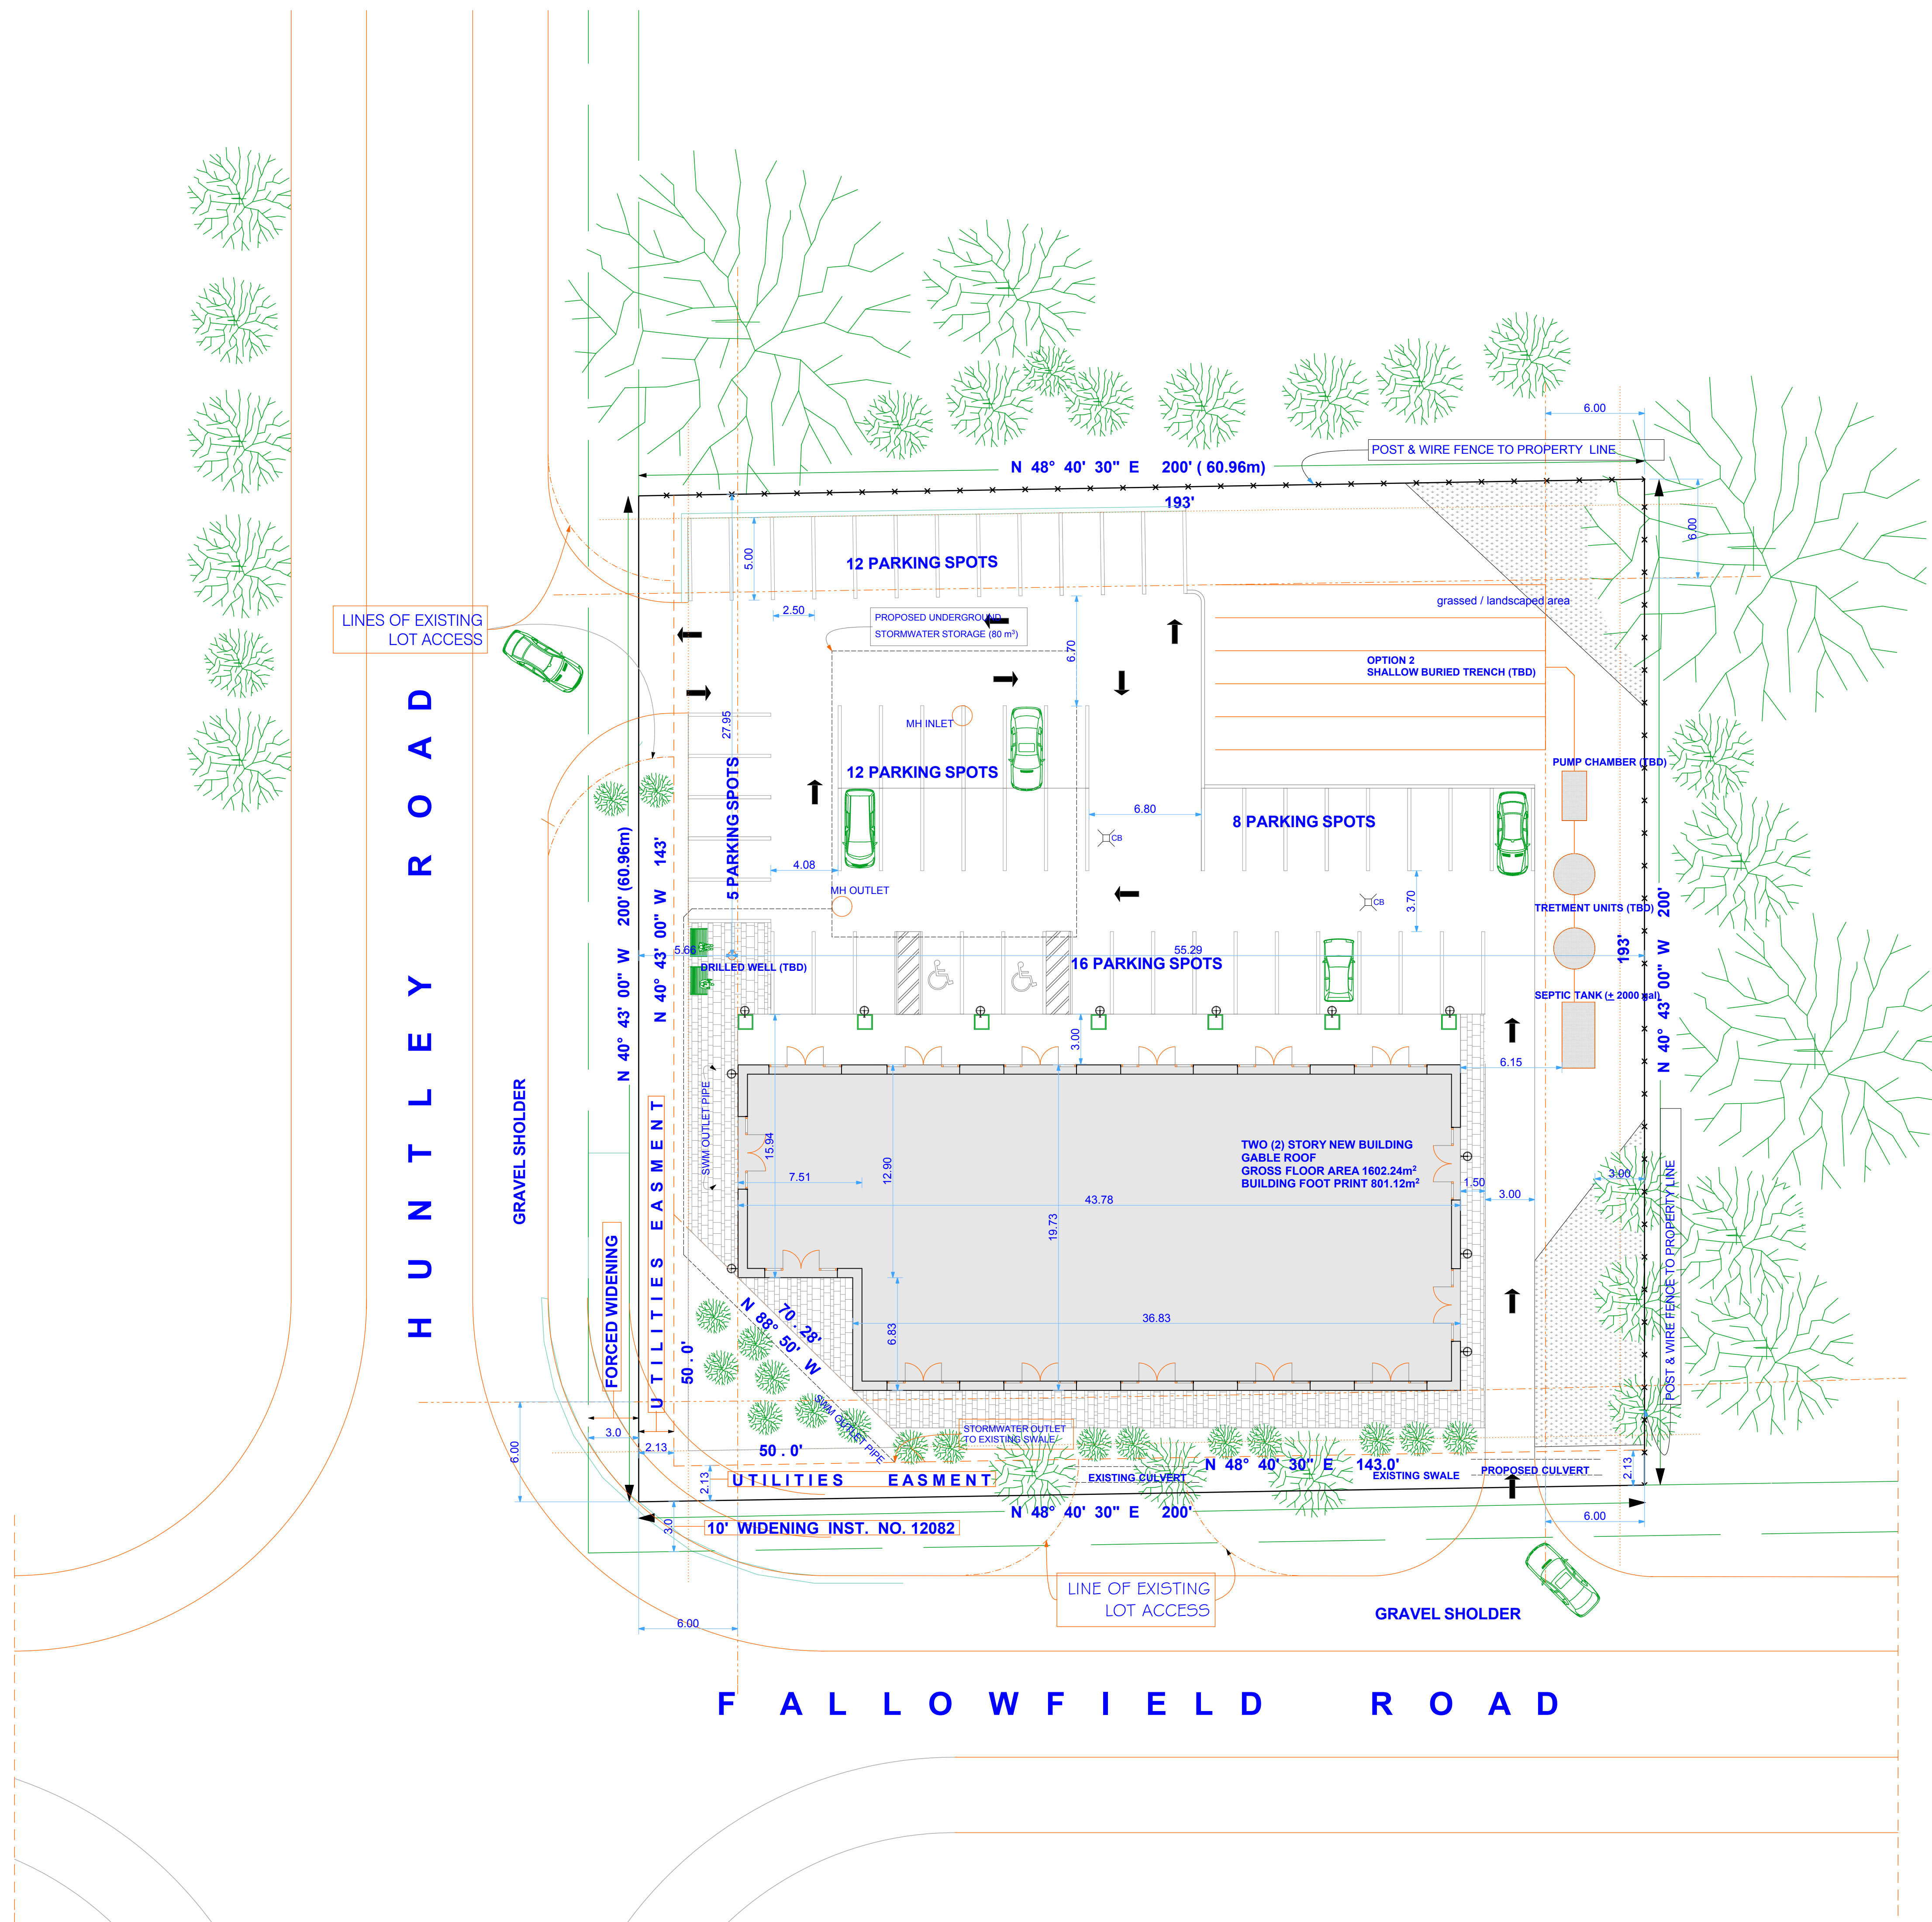 6.00
POST & WIRE FENCE TO PROPERTY LINE
N 48° 40' 30" E 200' ( 60.96m)
193'
6.00
5.00
12 PARKING SPOTS
2.50
grassed / landscaped area
LINES OF EXISTING
LOT ACCESS
PROPOSED UNDERGROUND
STORMWATER STORAGE (80 m³)
6.70
OPTION 2
SHALLOW BURIED TRENCH (TBD)
27.95
MH INLET
12 PARKING SPOTS
PUMP CHAMBER (TBD)
5 PARKING SPOTS
6.80
8 PARKING SPOTS
CB
4.08
MH OUTLET
3.70
CB
TRETMENT UNITS (TBD)
N 40° 43' 00" W 200' (60.96m)
N 40° 43' 00" W 143'
193'
N 40° 43' 00" W 200'
5.66
DRILLED WELL (TBD)
55.29
16 PARKING SPOTS
SEPTIC TANK (± 2000 gal)
HUNTLEY ROAD
3.00
6.15
GRAVEL SHOLDER
SWM OUTLET PIPE
15.94
7.51
12.90
TWO (2) STORY NEW BUILDING
GABLE ROOF
GROSS FLOOR AREA 1602.24m²
BUILDING FOOT PRINT 801.12m²
1.50
3.00
3.00
43.78
19.73
UTILITIES EASMENT
FORCED WIDENING
POST & WIRE FENCE TO PROPERTY LINE
50 . 0'
70 . 28'
N 88° 50' W
6.83
36.83
SWM OUTLET PIPE
STORMWATER OUTLET
TO EXISTING SWALE
6.00
3.0
2.13
50 . 0'
2.13
UTILITIES EASMENT
EXISTING CULVERT
N 48° 40' 30" E 143.0'
EXISTING SWALE
PROPOSED CULVERT
2.13
N 48° 40' 30" E 200'
6.00
3.0
10' WIDENING INST. NO. 12082
LINE OF EXISTING
LOT ACCESS
GRAVEL SHOLDER
6.00
FALLOWFIELD ROAD